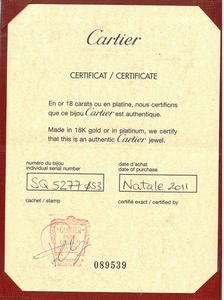 Cartier
CERTIFICAT / CERTIFICATE
En or 18 carats ou en platine, nous certifions
que ce bijou Cartier est authentique.
Made in 18K gold or in platinum, we certify
that this is an authentic Cartier jewel.
numéro du bijou
individual serial number
date d'achat
date of purchase
SQ 5277 ø53
Natale 2011
cachet / stamp
certifié exact / certified by
CARTIER
089539